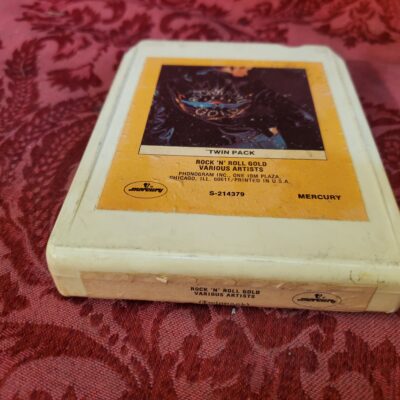 TWIN PACK
ROCK 'N' ROLL GOLD
VARIOUS ARTISTS
PHONOGRAM INC., ONE IBM PLAZA,
CHICAGO, ILL. 60611/PRINTED IN U.S.A.
mercury
S-214379
MERCURY
ROCK 'N' ROLL GOLD
VARIOUS ARTISTS
mercury